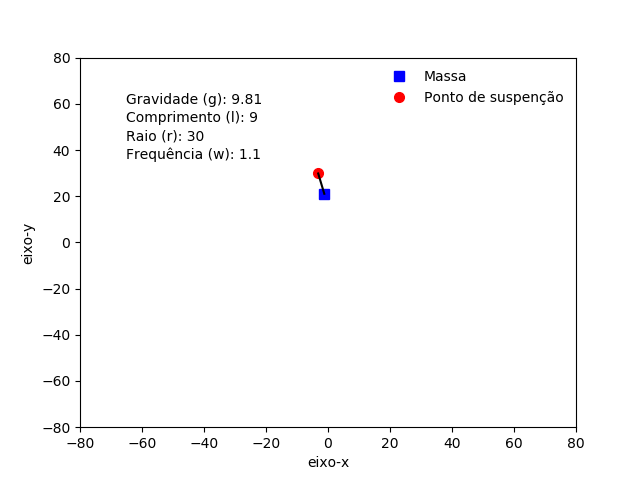 Massa
Ponto de suspenção
Gravidade (g): 9.81
Comprimento (l): 9
Raio (r): 30
Frequência (w): 1.1
80
60
40
20
0
−20
−40
−60
−80
eixo-y
−80 −60 −40 −20 0 20 40 60 80
eixo-x